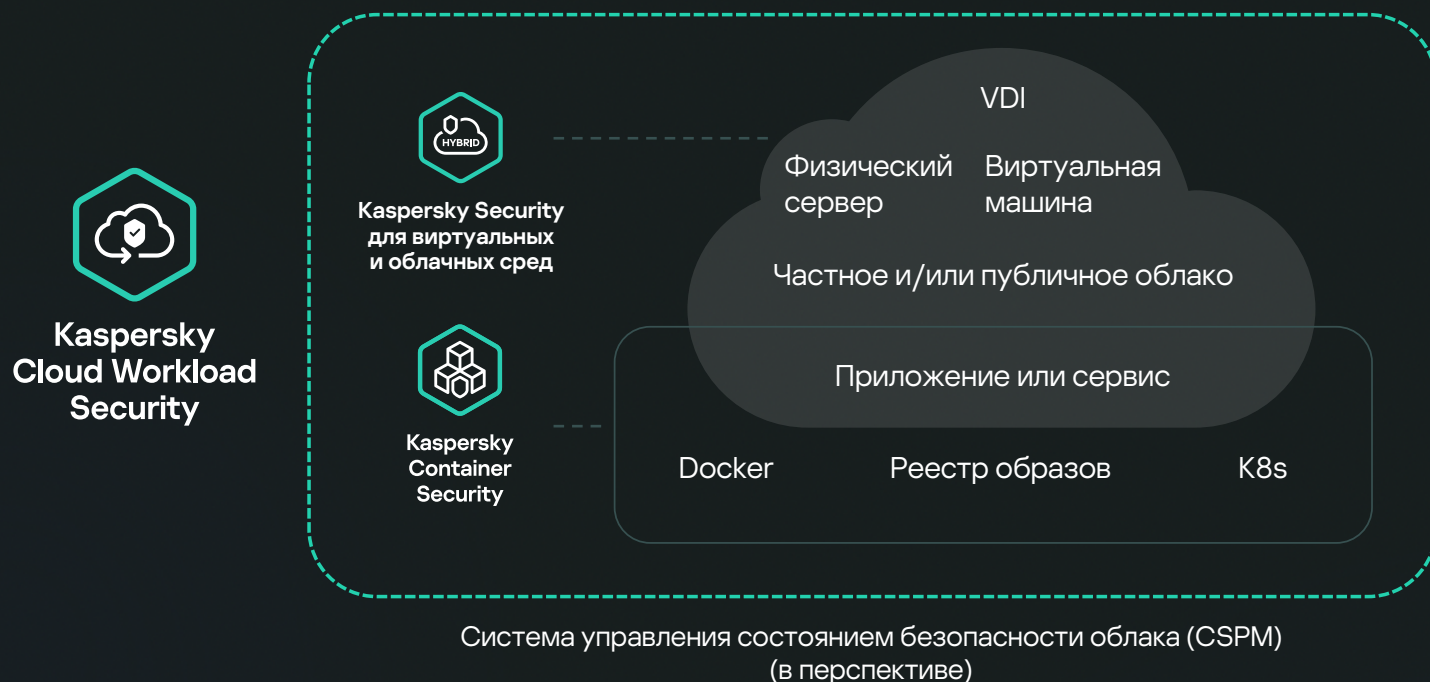 Kaspersky
Cloud Workload
Security
HYBRID
Kaspersky Security
для виртуальных
и облачных сред
Kaspersky
Container
Security
VDI
Физический
сервер
Виртуальная
машина
Частное и/или публичное облако
Приложение или сервис
Docker
Реестр образов
K8s
Система управления состоянием безопасности облака (CSPM)
(в перспективе)